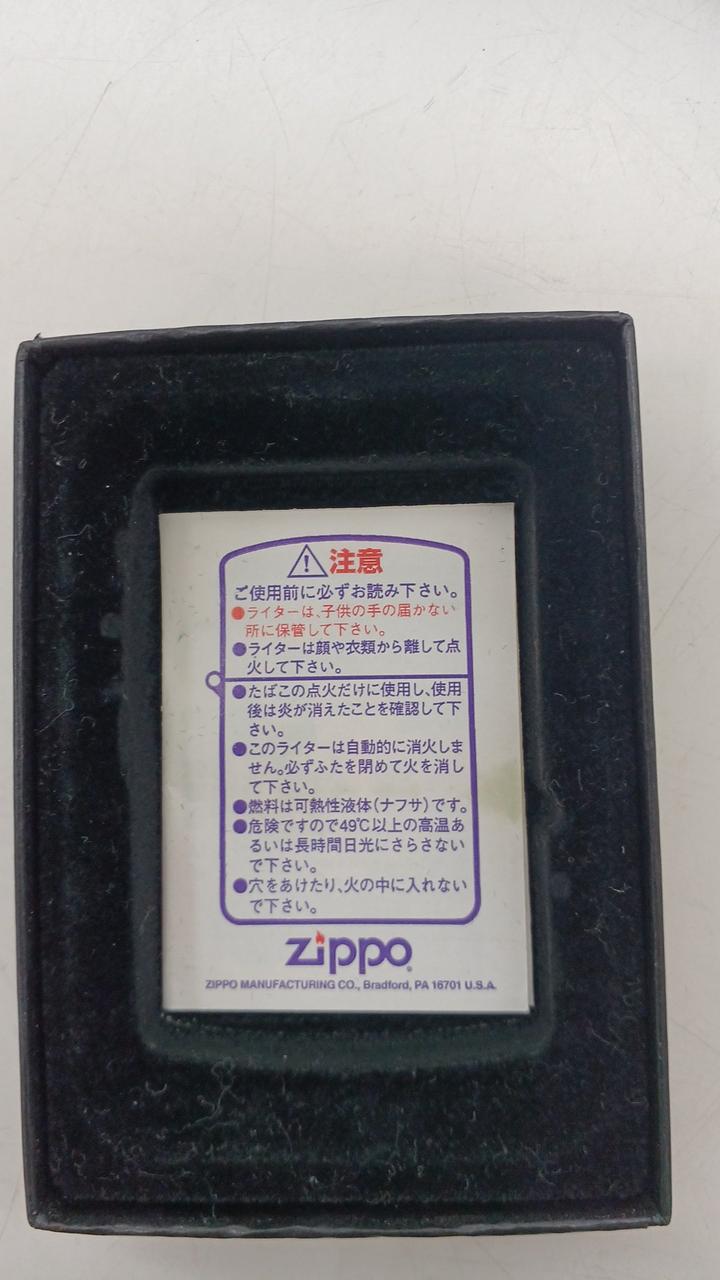 注意
ご使用前に必ずお読み下さい。
●ライターは、子供の手の届かない
所に保管して下さい。
●ライターは顔や衣類から離して点
火して下さい。
●たばこの点火だけに使用し、使用
後は炎が消えたことを確認して下
さい。
●このライターは自動的に消火しま
せん。必ずふたを閉めて火を消し
て下さい。
●燃料は可熱性液体(ナフサ)です。
●危険ですので49℃以上の高温あ
るいは長時間日光にさらさない
で下さい。
●穴をあけたり、火の中に入れない
で下さい。
zippo
ZIPPO MANUFACTURING CO., Bradford, PA 16701 U.S.A.